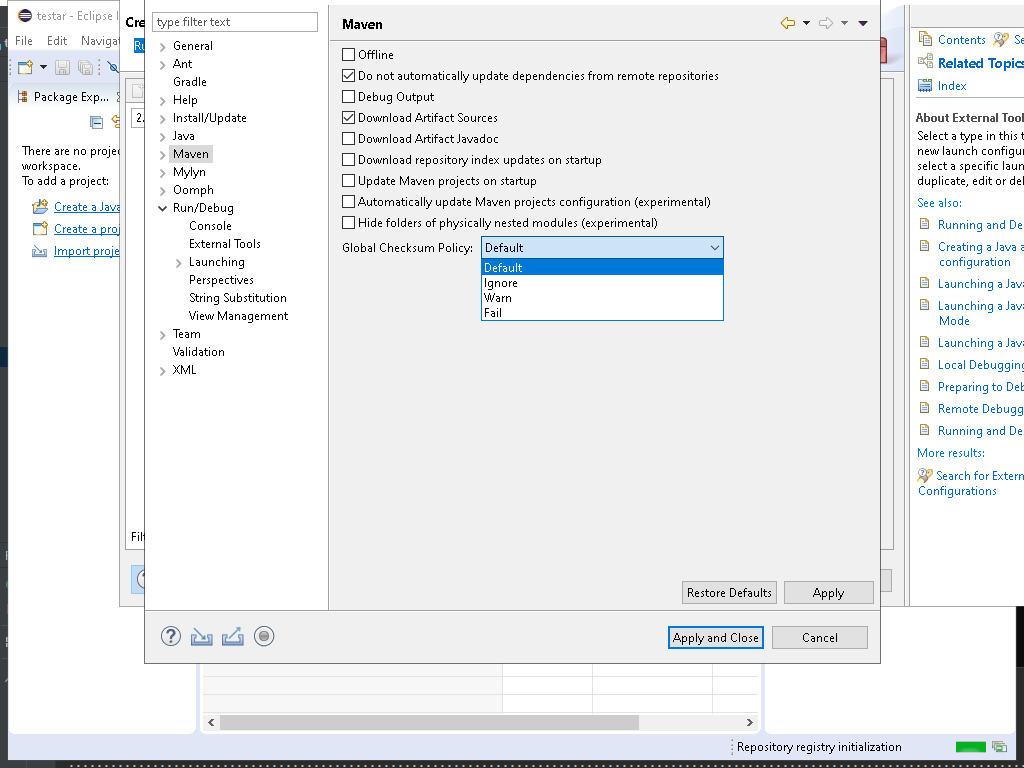 testar - Eclipse I
File Edit Navigat
Package Exp...
There are no projec
workspace.
To add a project:
Create a Java
Create a proj
Import proje
Cre
Ru
2.
Filt
type filter text
General
Ant
Gradle
Help
Install/Update
Java
Maven
Mylyn
Oomph
Run/Debug
Console
External Tools
Launching
Perspectives
String Substitution
View Management
Team
Validation
XML
Maven
Offline
Do not automatically update dependencies from remote repositories
Debug Output
Download Artifact Sources
Download Artifact Javadoc
Download repository index updates on startup
Update Maven projects on startup
Automatically update Maven projects configuration (experimental)
Hide folders of physically nested modules (experimental)
Global Checksum Policy: Default
Default
Ignore
Warn
Fail
Restore Defaults Apply
Apply and Close Cancel
Contents Se
Related Topics
Index
About External Tool
Select a type in this t
new launch configur
select a specific laun
duplicate, edit or del
See also:
Running and De
Creating a Java a
configuration
Launching a Java
Launching a Java
Mode
Launching a Java
Local Debugging
Preparing to Deb
Remote Debugg
Running and De
More results:
Search for Extern
Configurations
Repository registry initialization